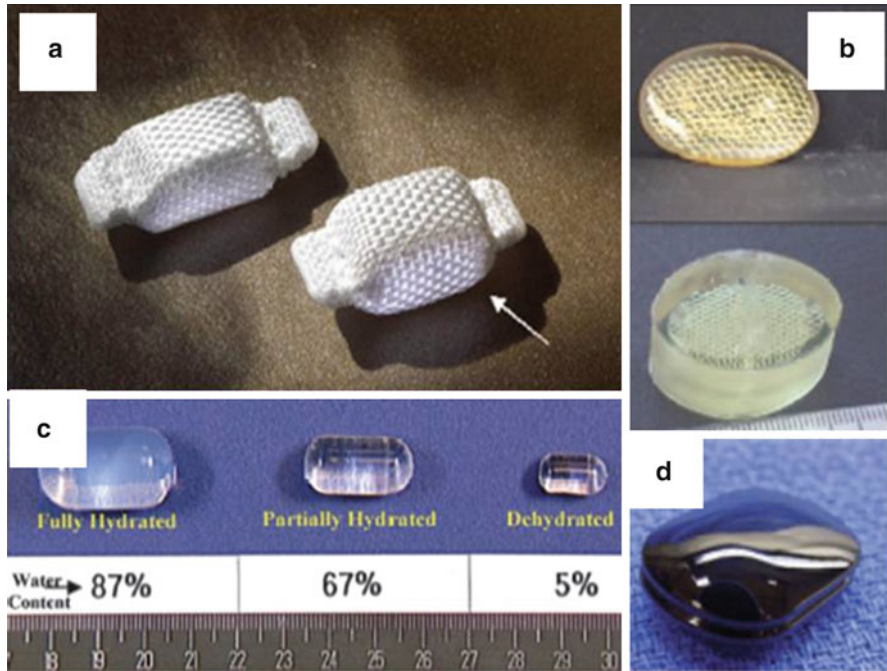 a
b
c
Fully Hydrated
Partially Hydrated
Dehydrated
Water Content → 87%
67%
5%
18 19 20 21 22 23 24 25 26 27 28 29 30
d